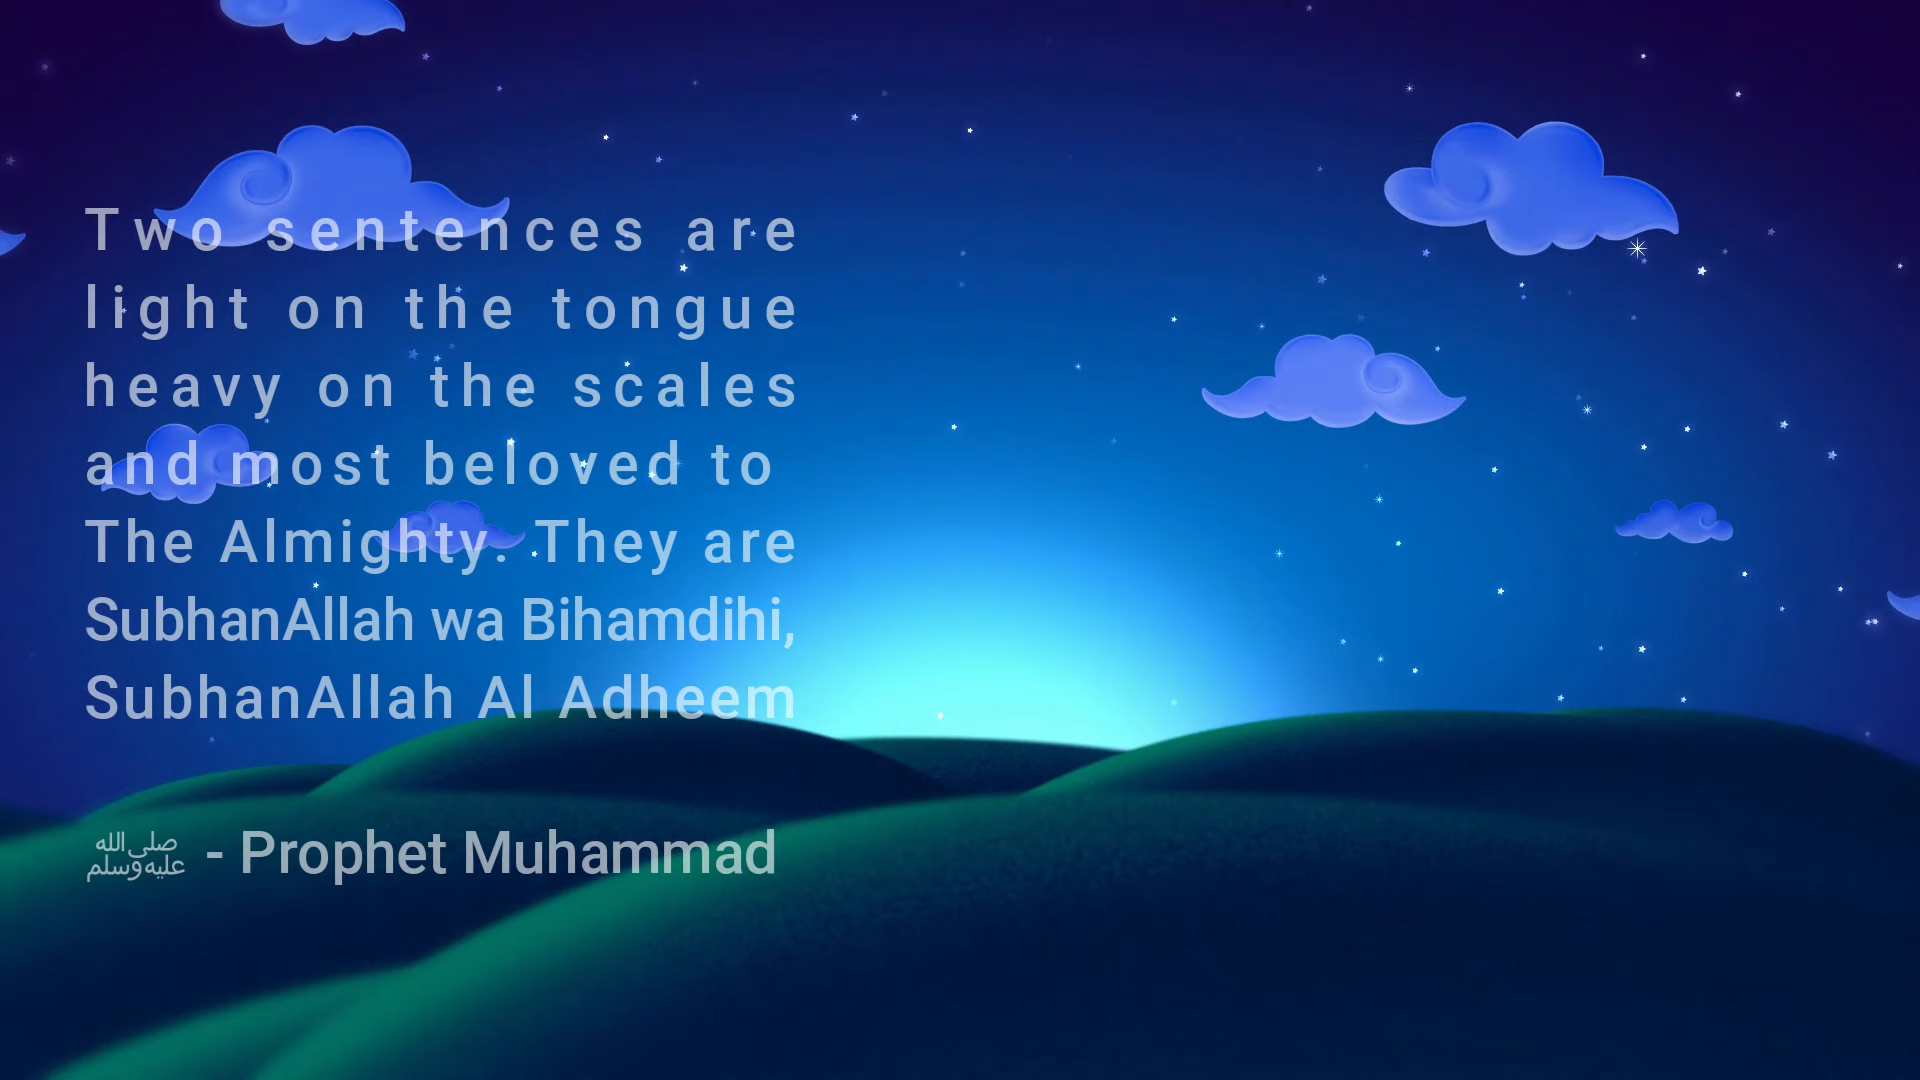 Two sentences are
light on the tongue
heavy on the scales
and most beloved to
The Almighty. They are
SubhanAllah wa Bihamdihi,
SubhanAllah Al Adheem
ﷺ - Prophet Muhammad